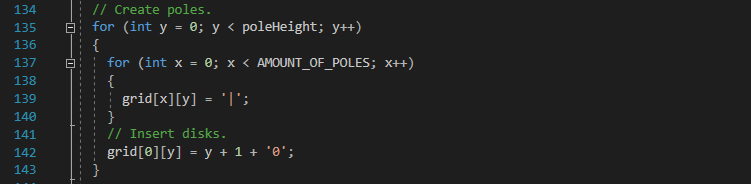 134 // Create poles.
135 for (int y = 0; y < poleHeight; y++)
136 {
137 for (int x = 0; x < AMOUNT_OF_POLES; x++)
138 {
139 grid[x][y] = '|';
140 }
141 // Insert disks.
142 grid[0][y] = y + 1 + '0';
143 }